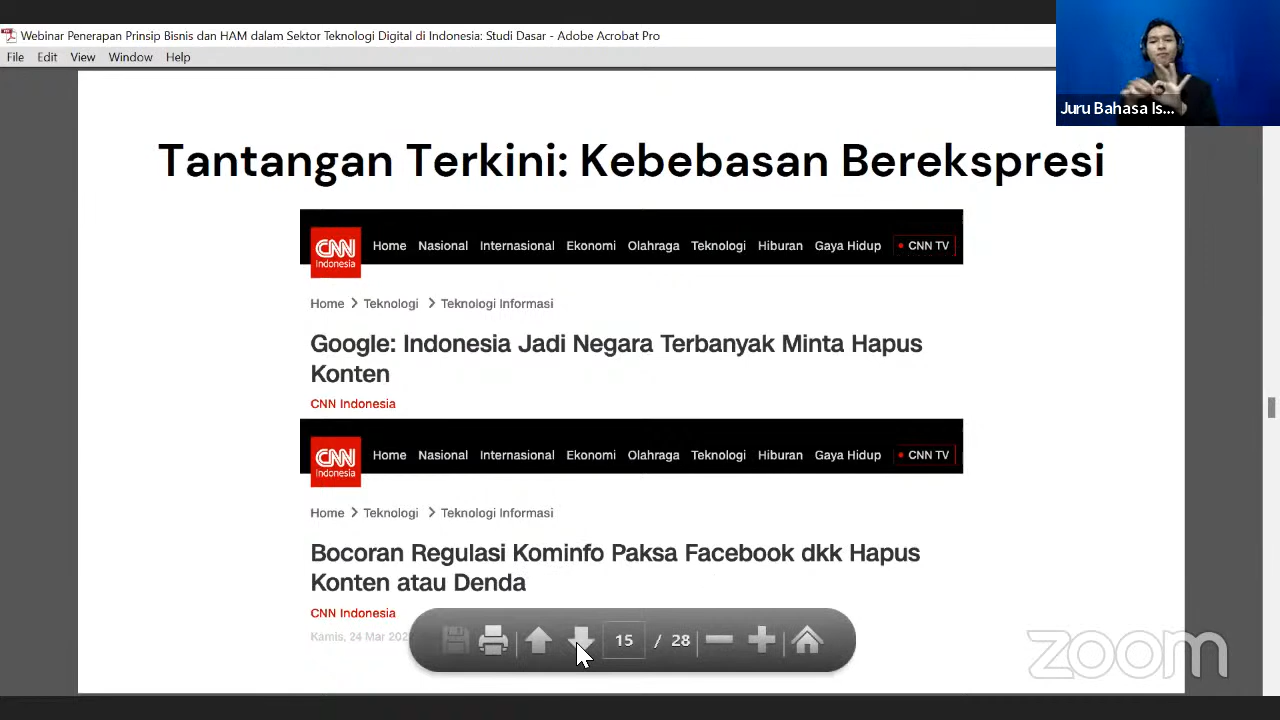 Webinar Penerapan Prinsip Bisnis dan HAM dalam Sektor Teknologi Digital di Indonesia: Studi Dasar - Adobe Acrobat Pro
File Edit View Window Help
Juru Bahasa Is...
Tantangan Terkini: Kebebasan Berekspresi
CNN Indonesia
Home Nasional Internasional Ekonomi Olahraga Teknologi Hiburan Gaya Hidup CNN TV
Home > Teknologi > Teknologi Informasi
Google: Indonesia Jadi Negara Terbanyak Minta Hapus
Konten
CNN Indonesia
CNN Indonesia
Home Nasional Internasional Ekonomi Olahraga Teknologi Hiburan Gaya Hidup CNN TV
Home > Teknologi > Teknologi Informasi
Bocoran Regulasi Kominfo Paksa Facebook dkk Hapus
Konten atau Denda
CNN Indonesia
Kamis, 24 Mar
15 / 28
zoom